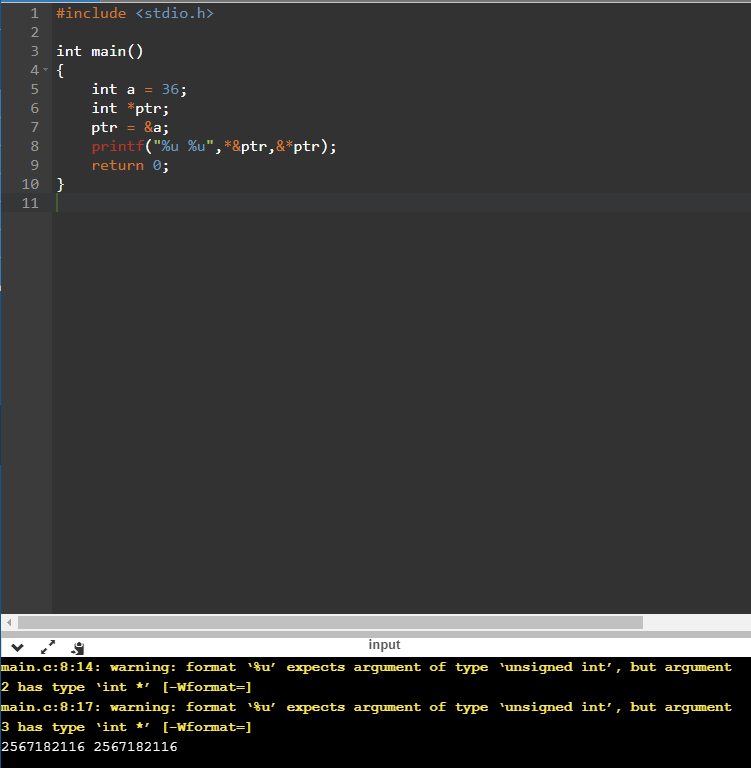 1 #include <stdio.h>
2
3 int main()
4 {
5 int a = 36;
6 int *ptr;
7 ptr = &a;
8 printf("%u %u",*&ptr,&*ptr);
9 return 0;
10 }
11
input
main.c:8:14: warning: format ‘%u’ expects argument of type ‘unsigned int’, but argument
2 has type ‘int *’ [-Wformat=]
main.c:8:17: warning: format ‘%u’ expects argument of type ‘unsigned int’, but argument
3 has type ‘int *’ [-Wformat=]
2567182116 2567182116